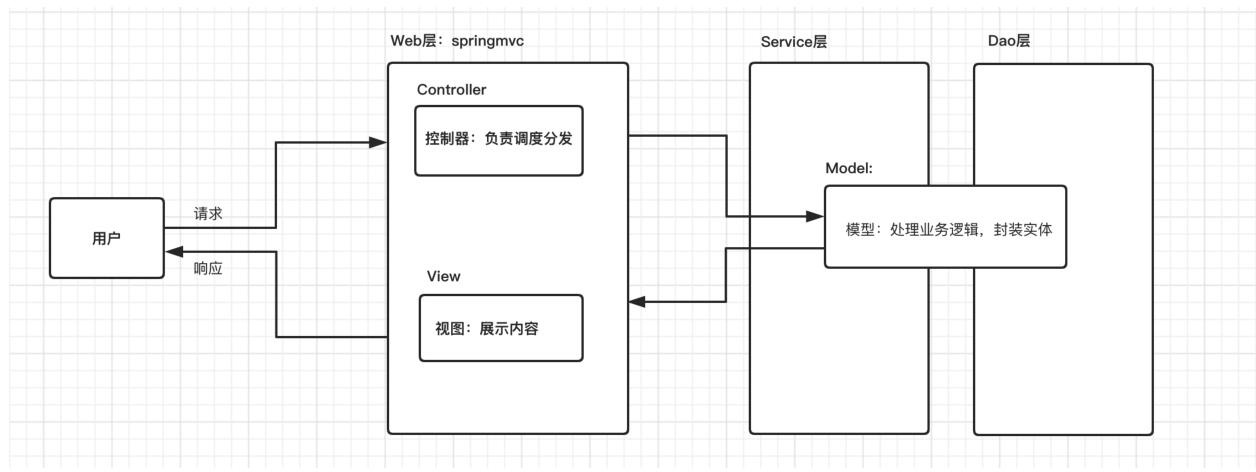 Web层：springmvc
Service层
Dao层
Controller
控制器：负责调度分发
Model:
模型：处理业务逻辑，封装实体
请求
用户
响应
View
视图：展示内容